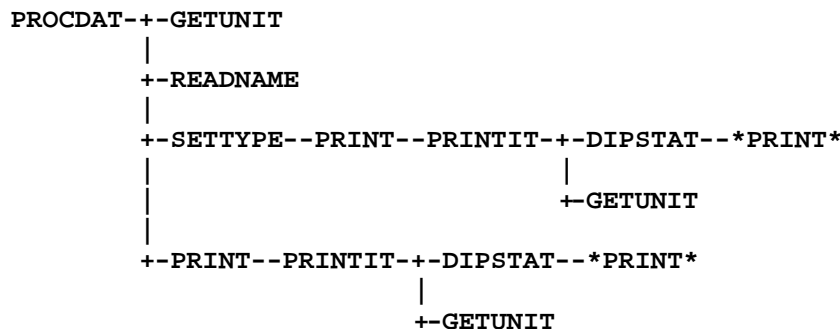 PROCDAT-+-GETUNIT
|
+-READNAME
|
+-SETTYPE--PRINT--PRINTIT-+-DIPSTAT--*PRINT*
| |
| +-GETUNIT
|
+-PRINT--PRINTIT-+-DIPSTAT--*PRINT*
|
+-GETUNIT